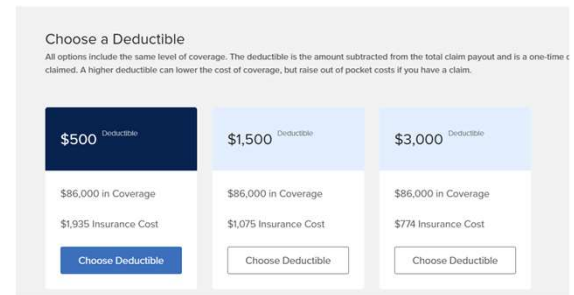 Choose a Deductible
All options include the same level of coverage. The deductible is the amount subtracted from the total claim payout and is a one-time
claimed. A higher deductible can lower the cost of coverage, but raise out of pocket costs if you have a claim.
$500 Deductible
$1,500 Deductible
$3,000 Deductible
$86,000 in Coverage
$86,000 in Coverage
$86,000 in Coverage
$1,935 Insurance Cost
$1,075 Insurance Cost
$774 Insurance Cost
Choose Deductible
Choose Deductible
Choose Deductible